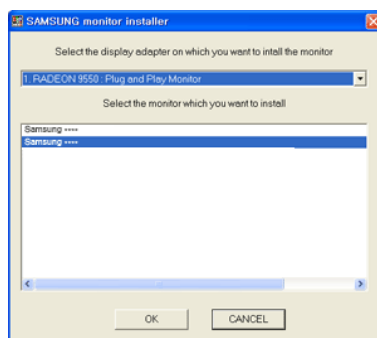 SAMSUNG monitor installer
Select the display adapter on which you want to intall the monitor
1. RADEON 9550 : Plug and Play Monitor
Select the monitor which you want to install
Samsung ****
Samsung ****
OK
CANCEL